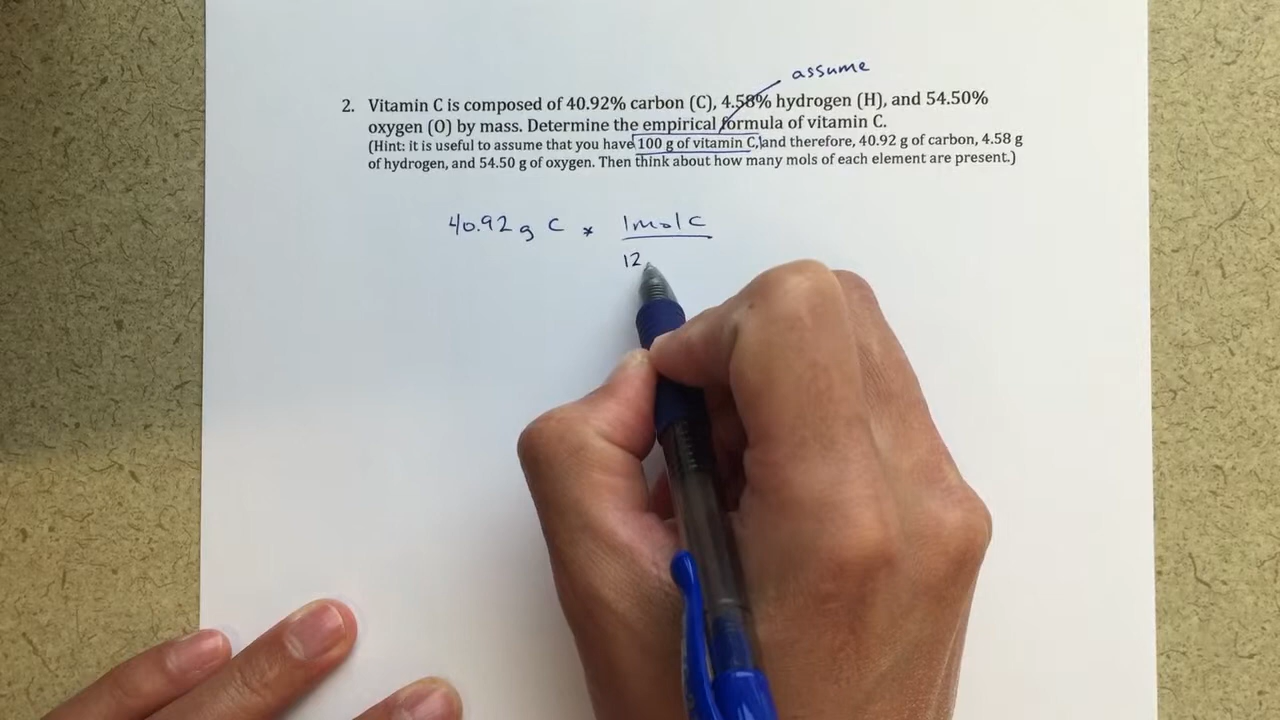 assume
2. Vitamin C is composed of 40.92% carbon (C), 4.58% hydrogen (H), and 54.50%
oxygen (O) by mass. Determine the empirical formula of vitamin C.
(Hint: it is useful to assume that you have 100 g of vitamin C, and therefore, 40.92 g of carbon, 4.58 g
of hydrogen, and 54.50 g of oxygen. Then think about how many mols of each element are present.)
40.92 g C * 1 mol C
12